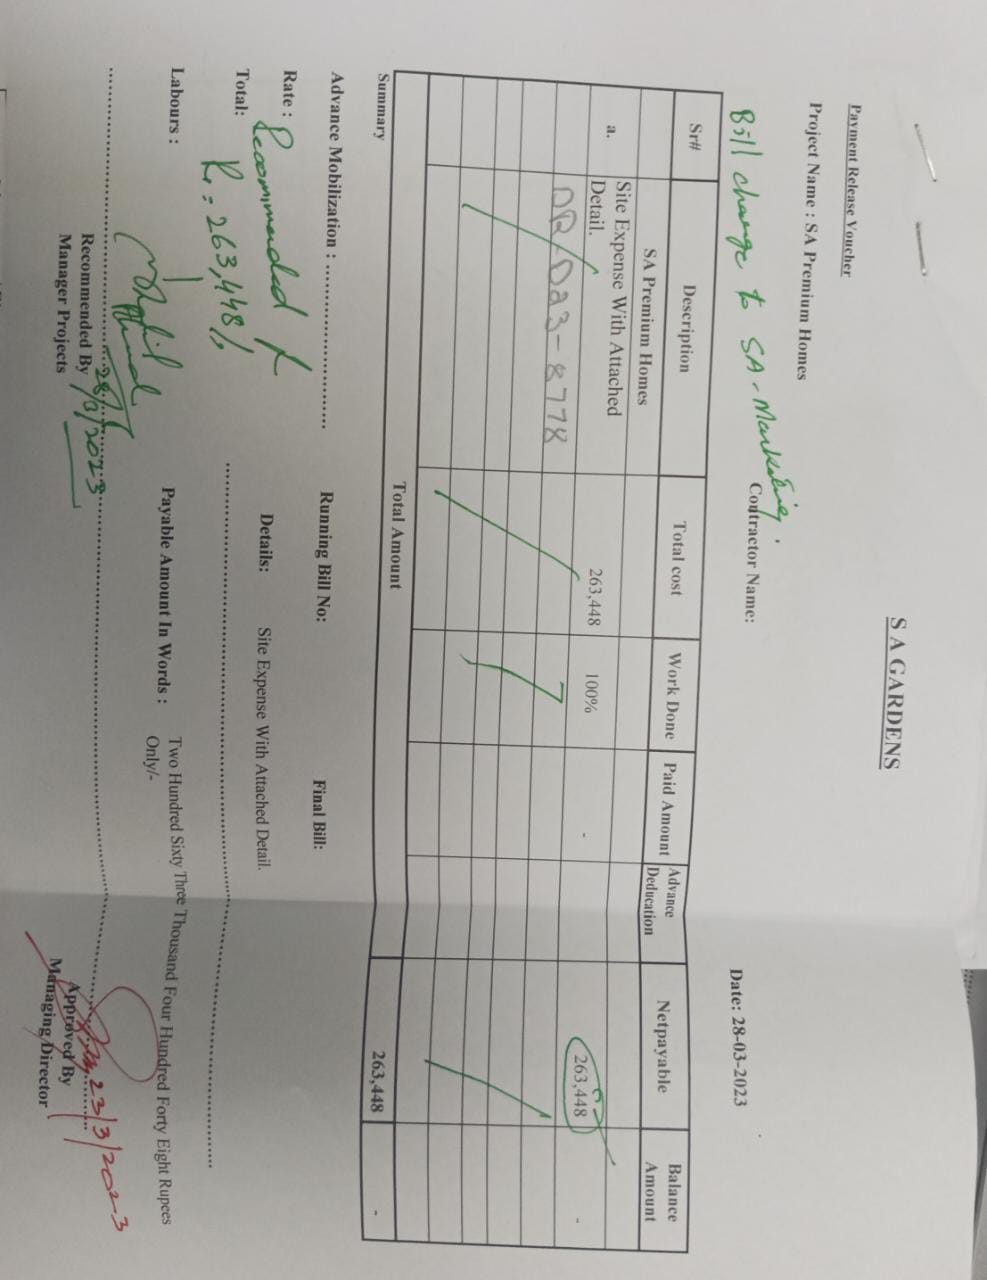 S A GARDENS
Payment Release Voucher
Project Name : SA Premium Homes
Date: 28-03-2023
Contractor Name:
Bill change to SA-Marketing.
Sr# Description Total cost Work Done Paid Amount Advance Deducation Netpayable Balance Amount
SA Premium Homes
a. Site Expense With Attached Detail. 263,448 100% - 263,448 -
DR-023-8778
Total Amount 263,448 -
Summary
Advance Mobilization : .................................. Running Bill No: Final Bill:
Rate : Details: Site Expense With Attached Detail.
Recommended
Total:
Rs = 263,448/-
Labours : Payable Amount In Words : Two Hundred Sixty Three Thousand Four Hundred Forty Eight Rupees
Only/-
28/3/2023
23/3/2023
Recommended By Approved By
Manager Projects Managing Director